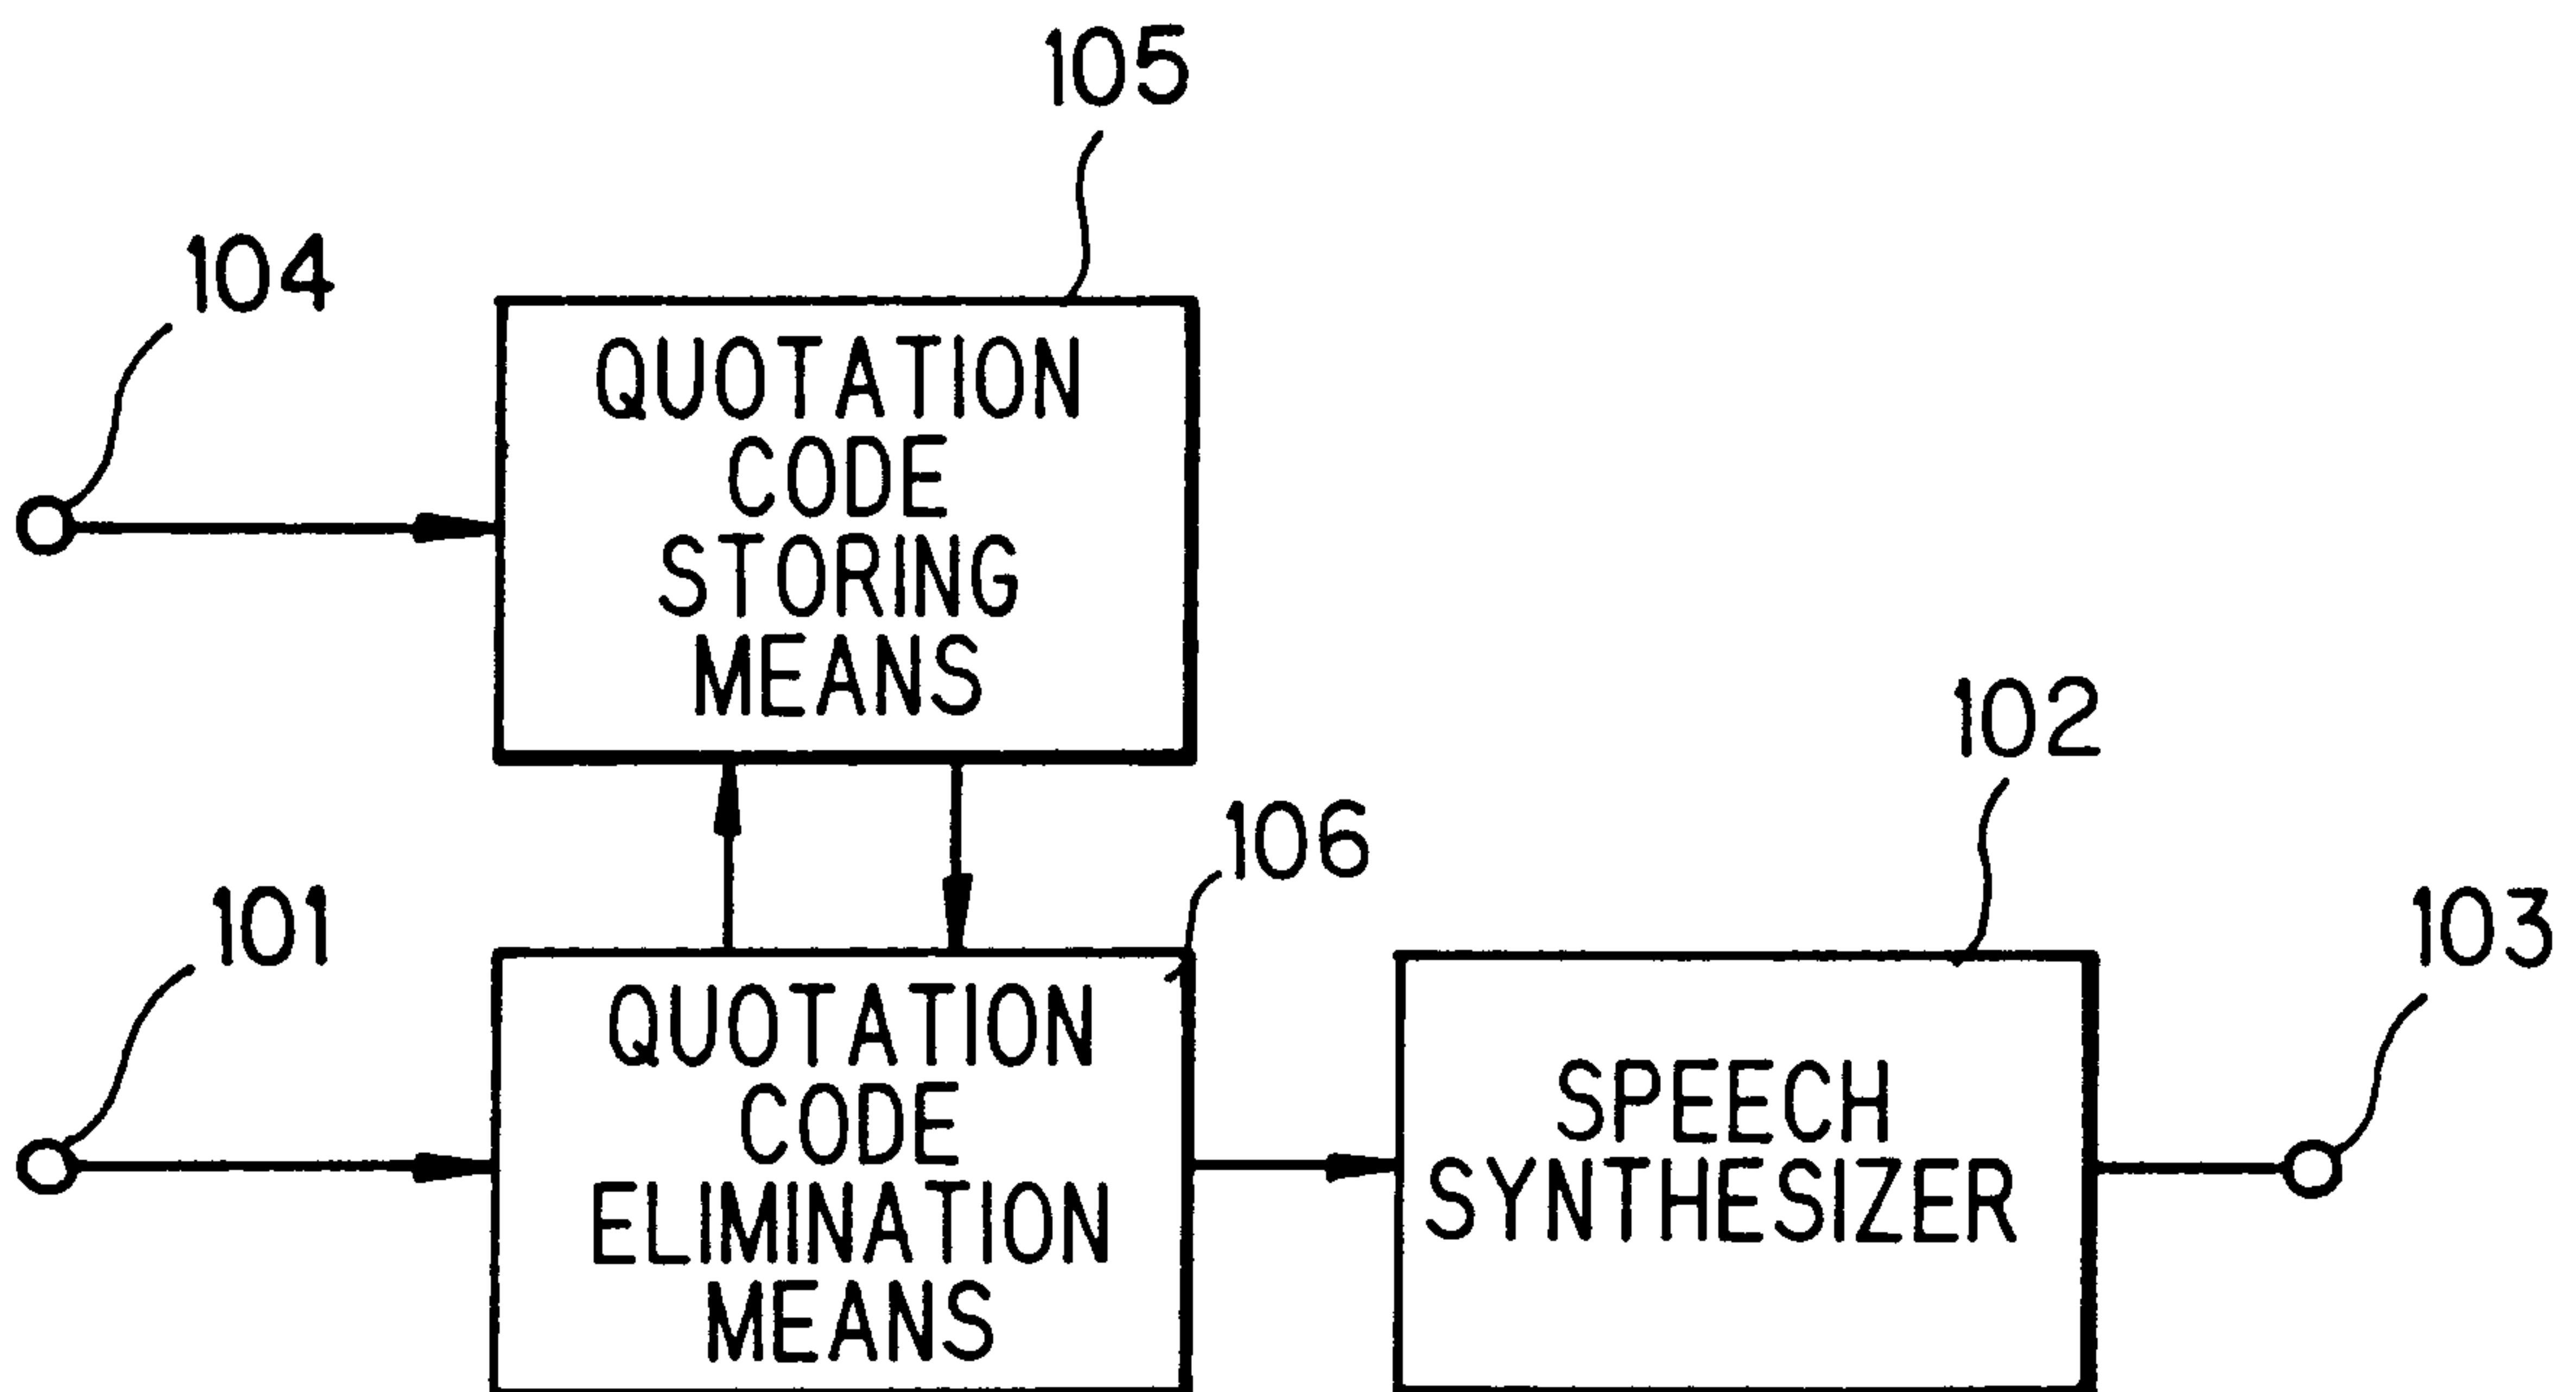 105
104
QUOTATION
CODE
STORING
MEANS
102
106
101
103
QUOTATION
CODE
ELIMINATION
MEANS
SPEECH
SYNTHESIZER